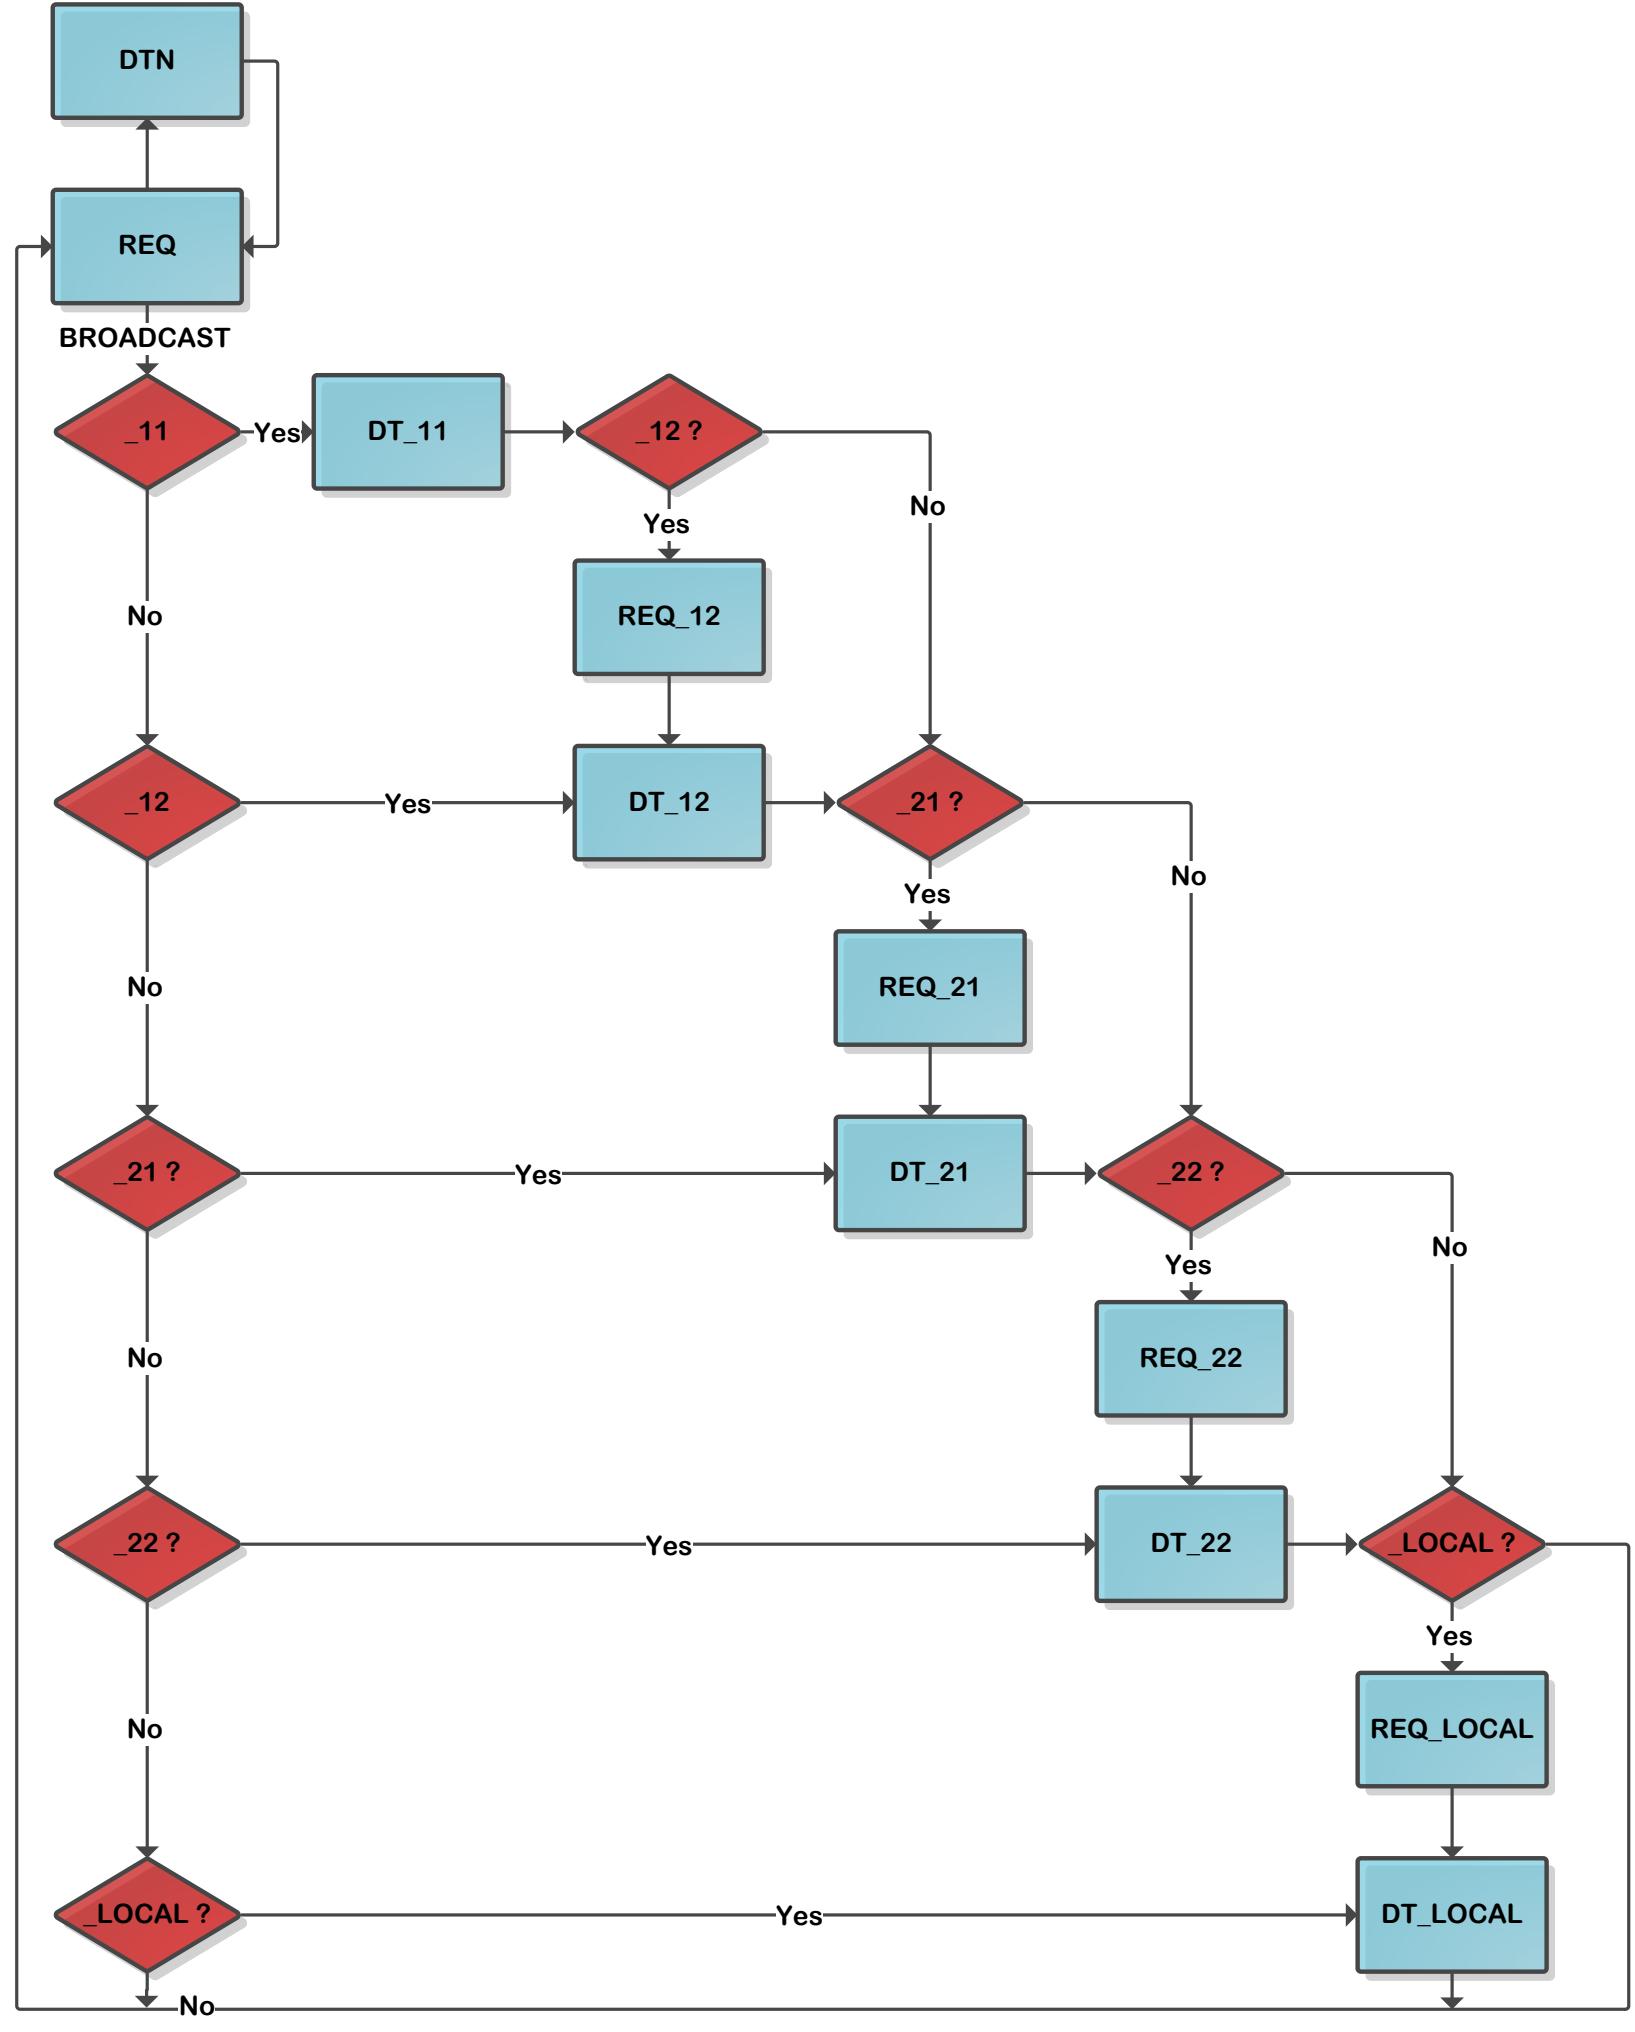 DTN
REQ
BROADCAST
_11
Yes
DT_11
_12 ?
No
Yes
No
REQ_12
_12
Yes
DT_12
_21 ?
No
Yes
No
REQ_21
_21 ?
Yes
DT_21
_22 ?
No
Yes
No
REQ_22
_22 ?
Yes
DT_22
_LOCAL ?
Yes
No
REQ_LOCAL
_LOCAL ?
Yes
DT_LOCAL
No